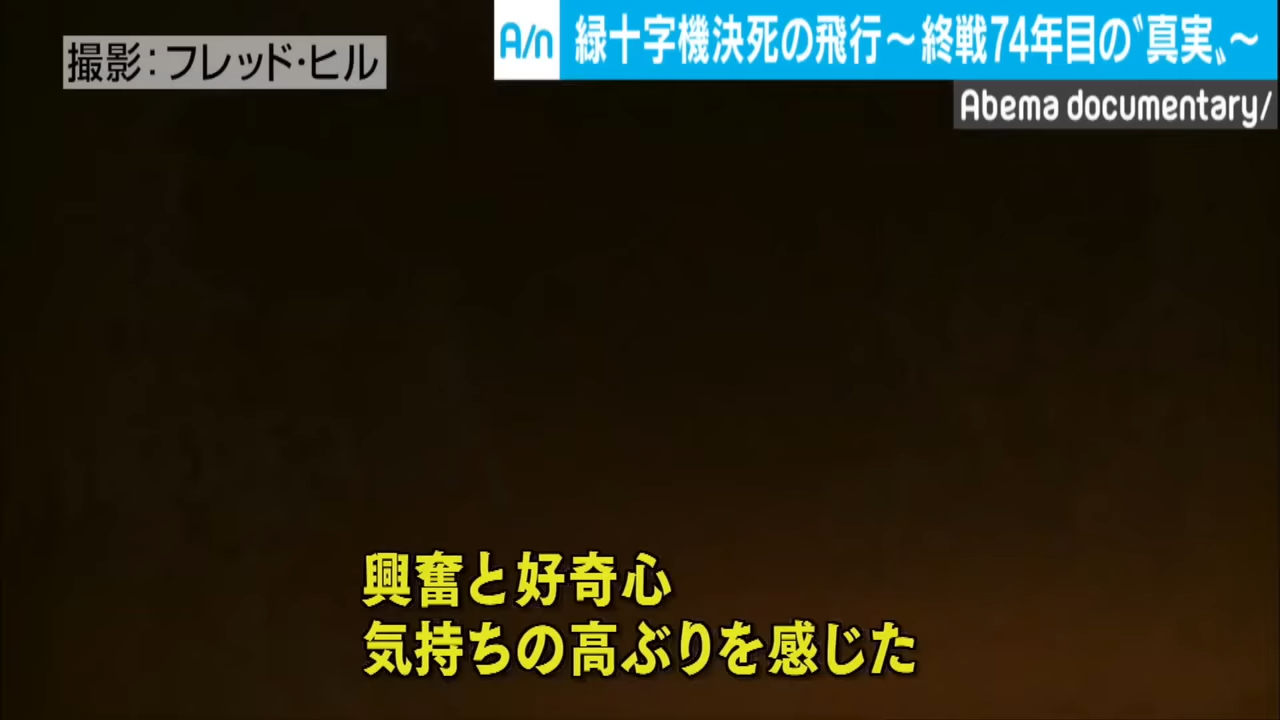 撮影：フレッド・ヒル
A/n 緑十字機決死の飛行～終戦74年目の〝真実〟～
Abema documentary/
興奮と好奇心
気持ちの高ぶりを感じた